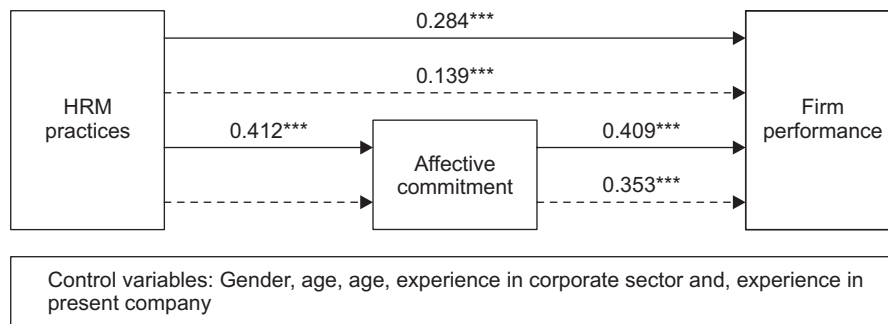 0.284***
0.139***
HRM
practices
0.412***
Affective
commitment
0.409***
0.353***
Firm
performance
Control variables: Gender, age, age, experience in corporate sector and, experience in
present company